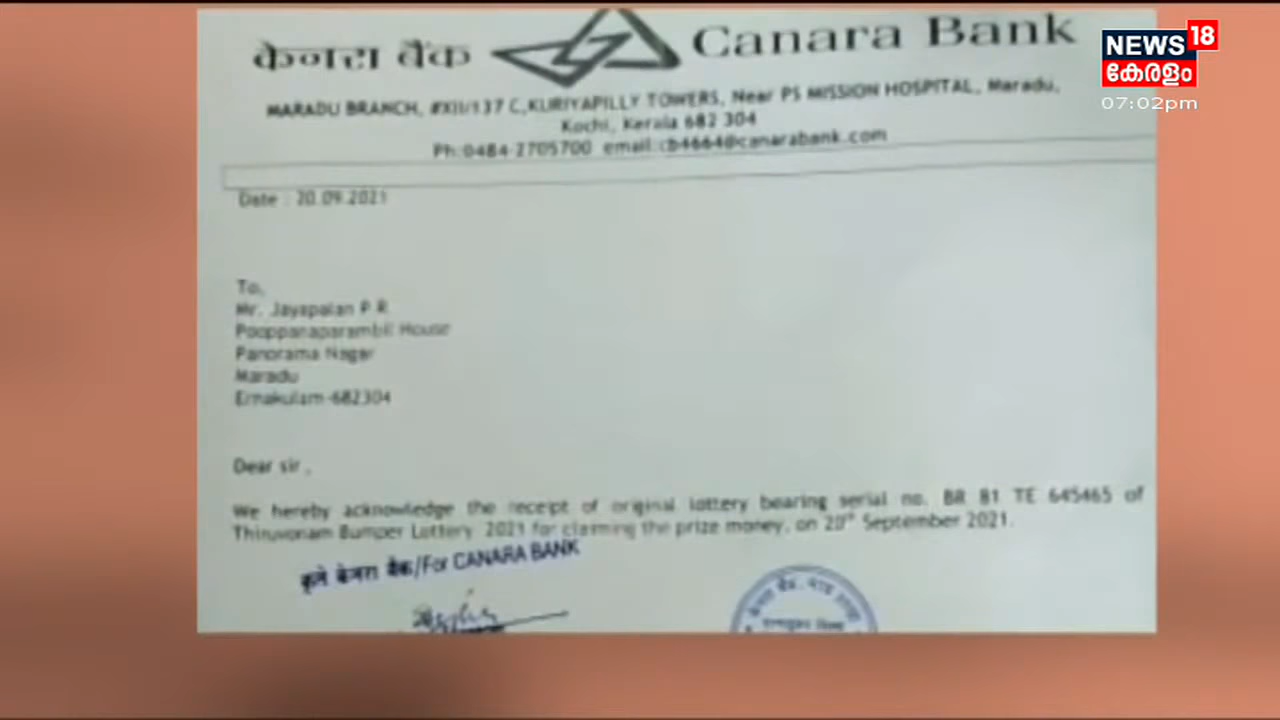 केनरा बैंक Canara Bank
MARADU BRANCH, #XII/137 C,KURIYAPILLY TOWERS, Near PS MISSION HOSPITAL, Maradu,
Kochi, Kerala 682 304
Ph:0484-2705700 email:cb4664@canarabank.com
NEWS 18
കേരളം
07:02pm
Date : 20.09.2021
To,
Mr. Jayapalan P R
Pooppanaparambil House
Panorama Nagar
Maradu
Ernakulam-682304
Dear sir,
We hereby acknowledge the receipt of original lottery bearing serial no. BR 81 TE 645465 of
Thiruvonam Bumper Lottery 2021 for claiming the prize money, on 20th September 2021.
कृते केनरा बैंक/For CANARA BANK
केनरा बैंक,